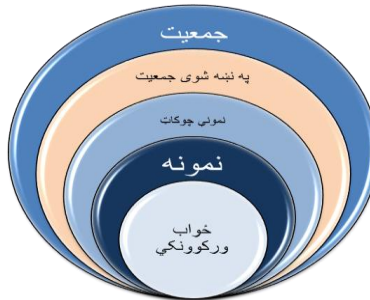 جمعیت
په نښه شوی جمعیت
نمونې چوکاټ
نمونه
ځواب
ورکوونکي